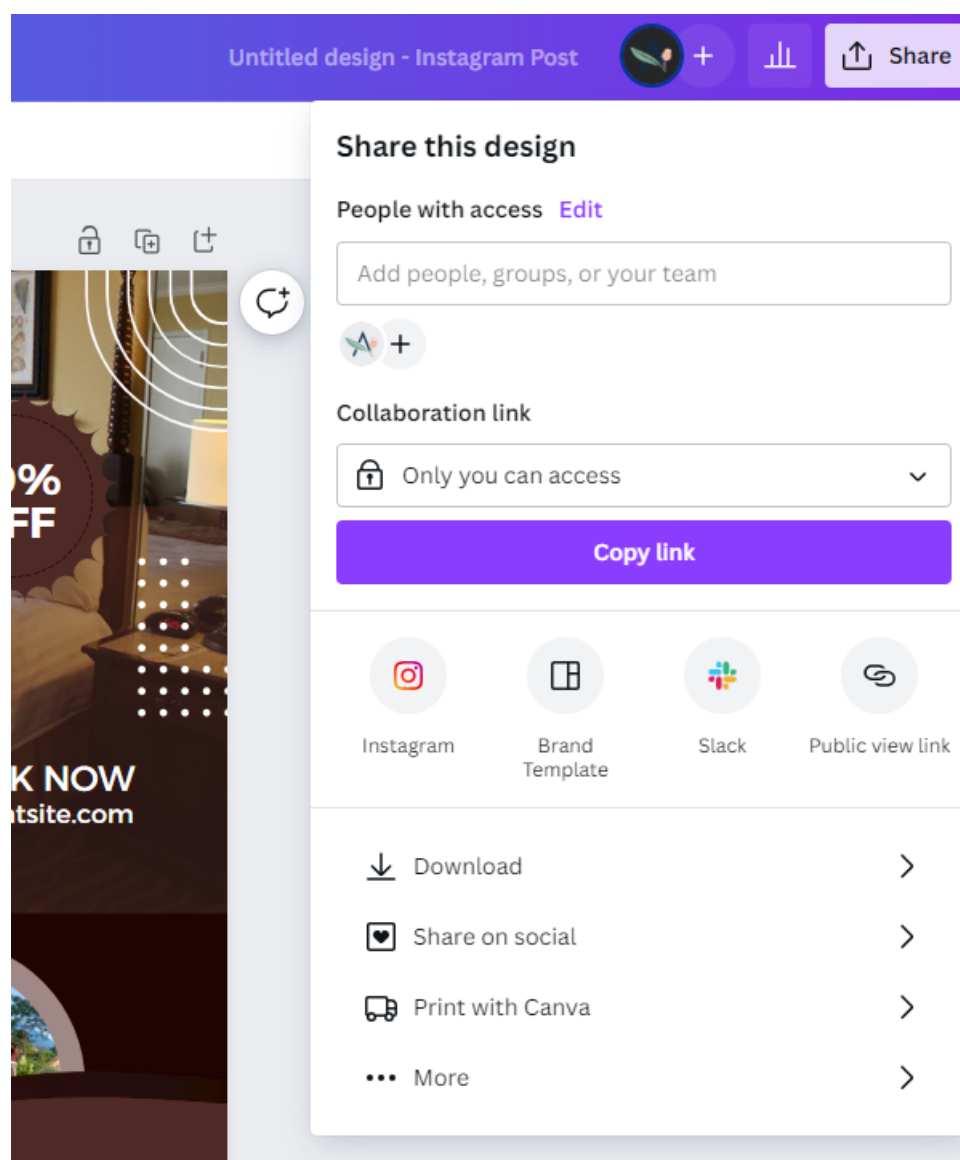 Untitled design - Instagram Post
Share
Share this design
People with access Edit
Add people, groups, or your team
Collaboration link
Only you can access
Copy link
Instagram
Brand
Template
Slack
Public view link
Download
Share on social
Print with Canva
More
%
FF
K NOW
tsite.com